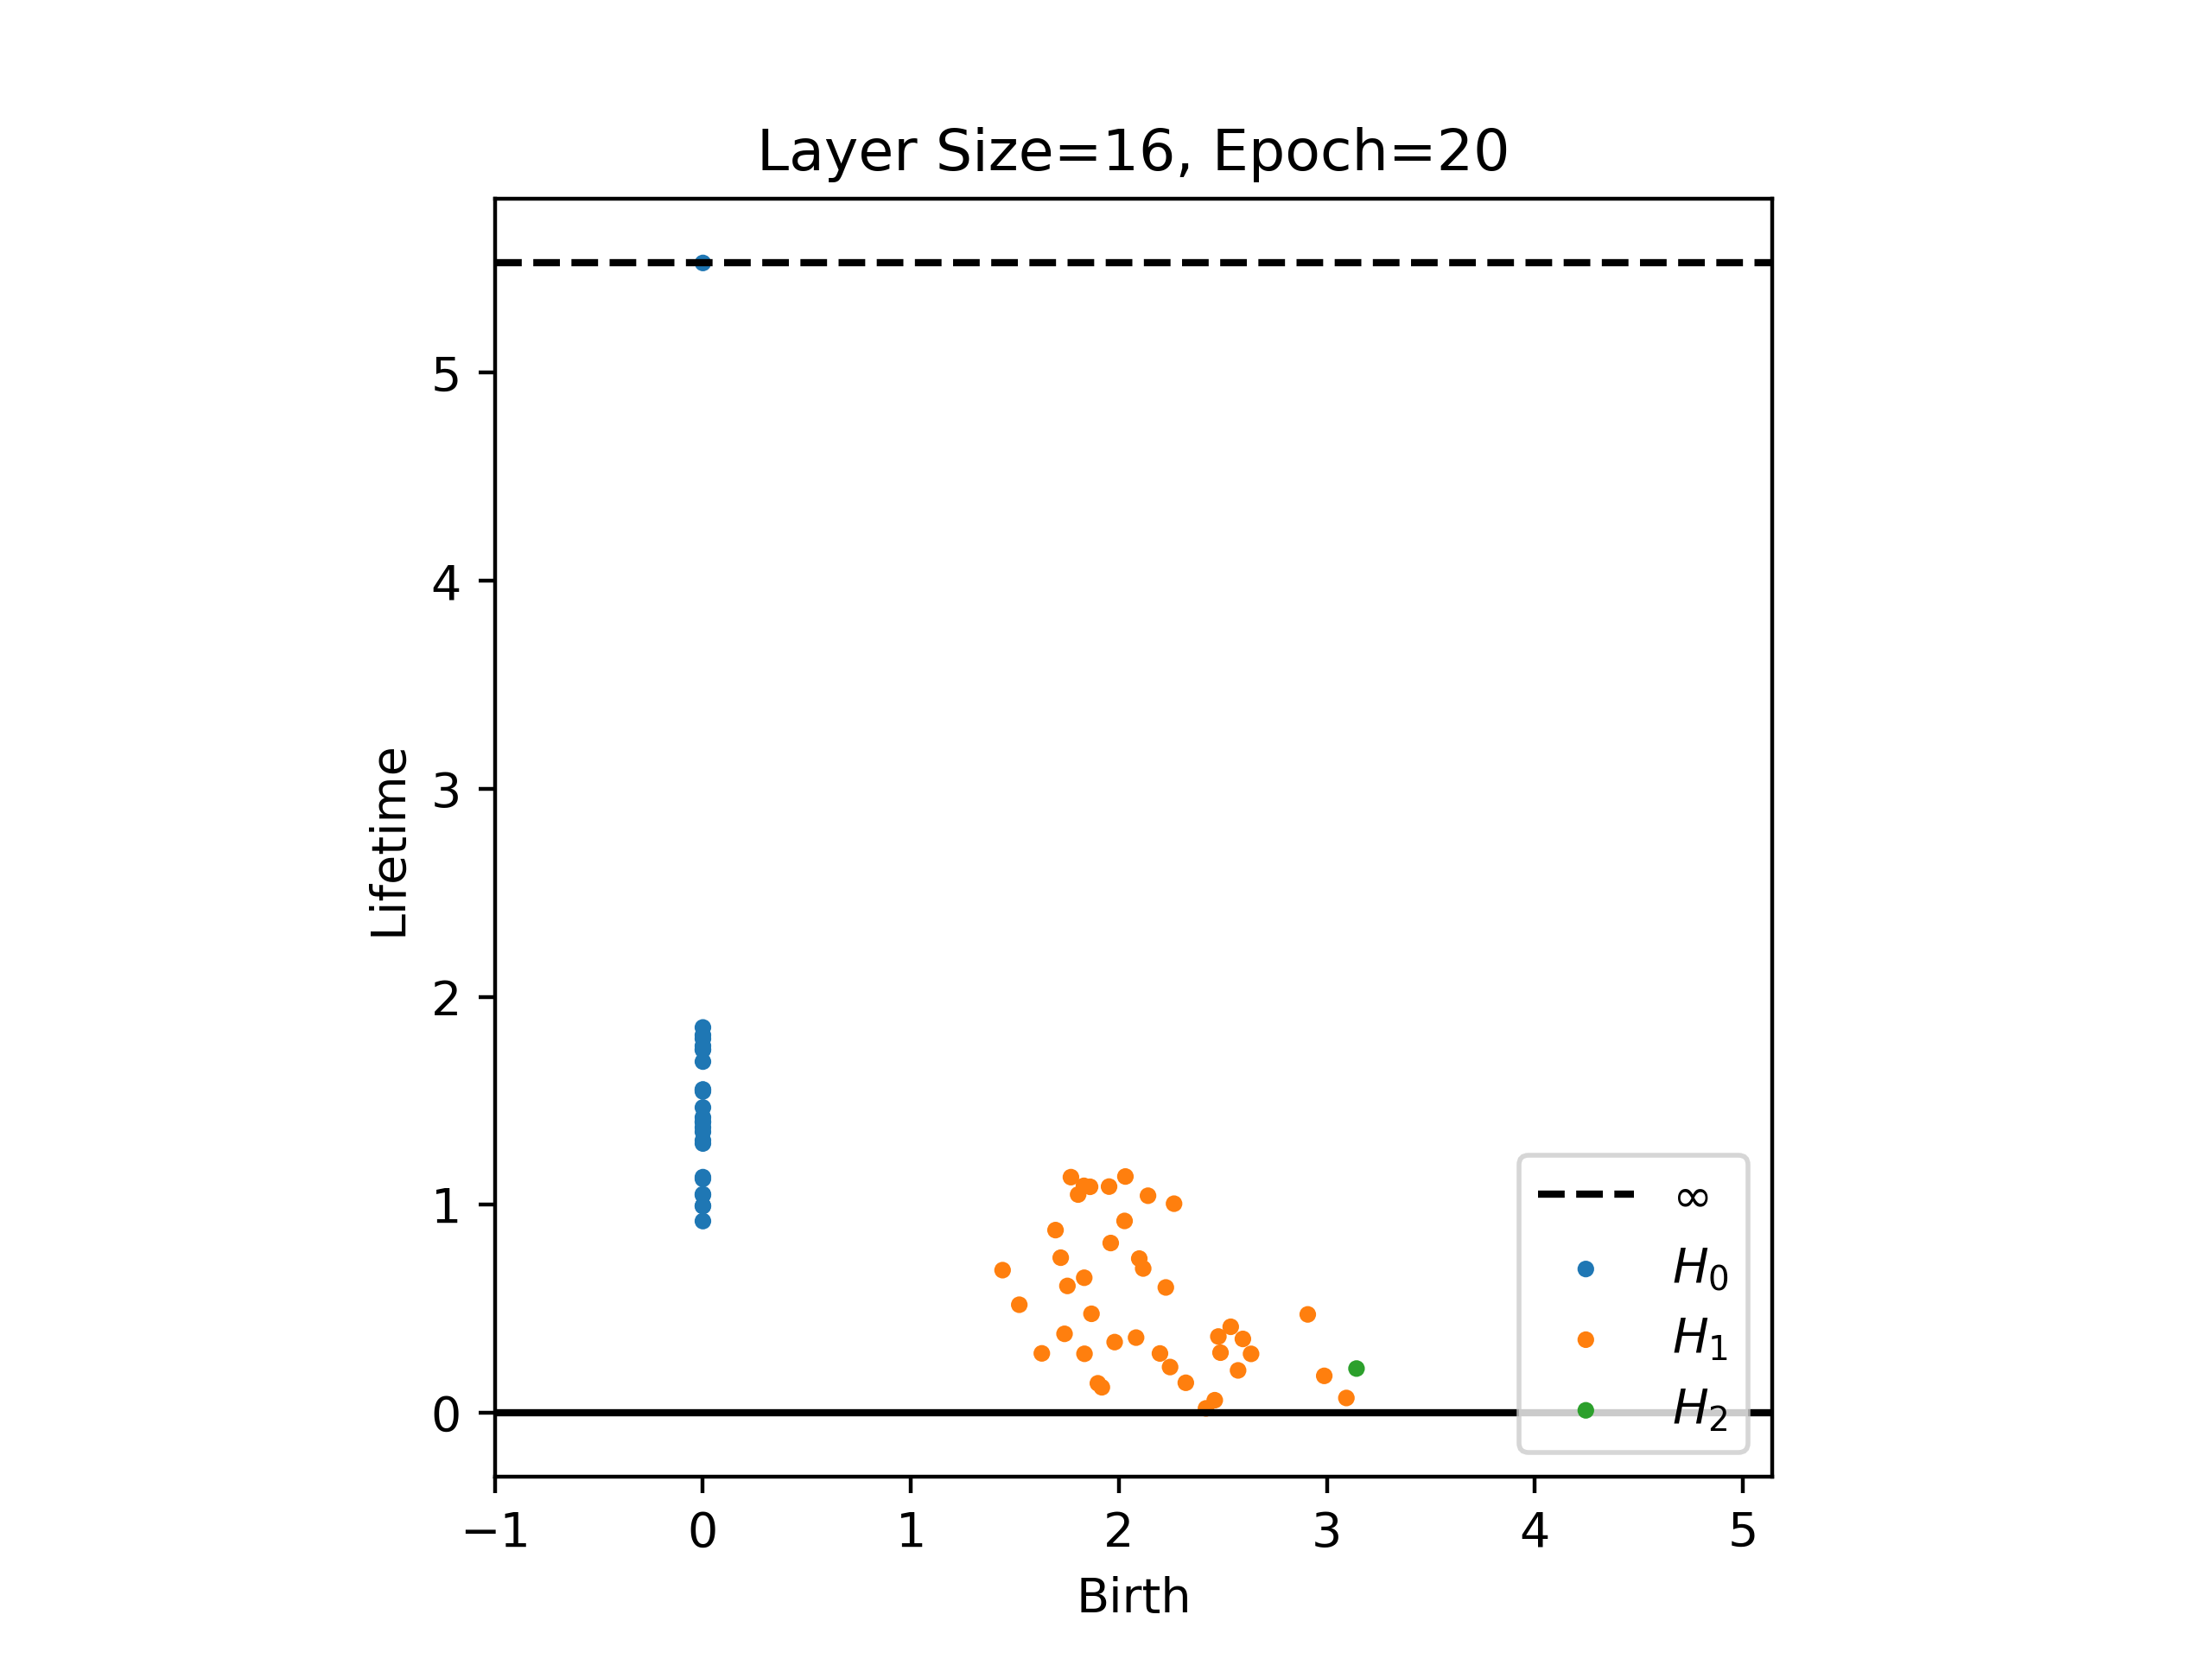 Layer Size=16, Epoch=20
5
4
3
2
1
0
Lifetime
−1 0 1 2 3 4 5
Birth
∞
H₀
H₁
H₂